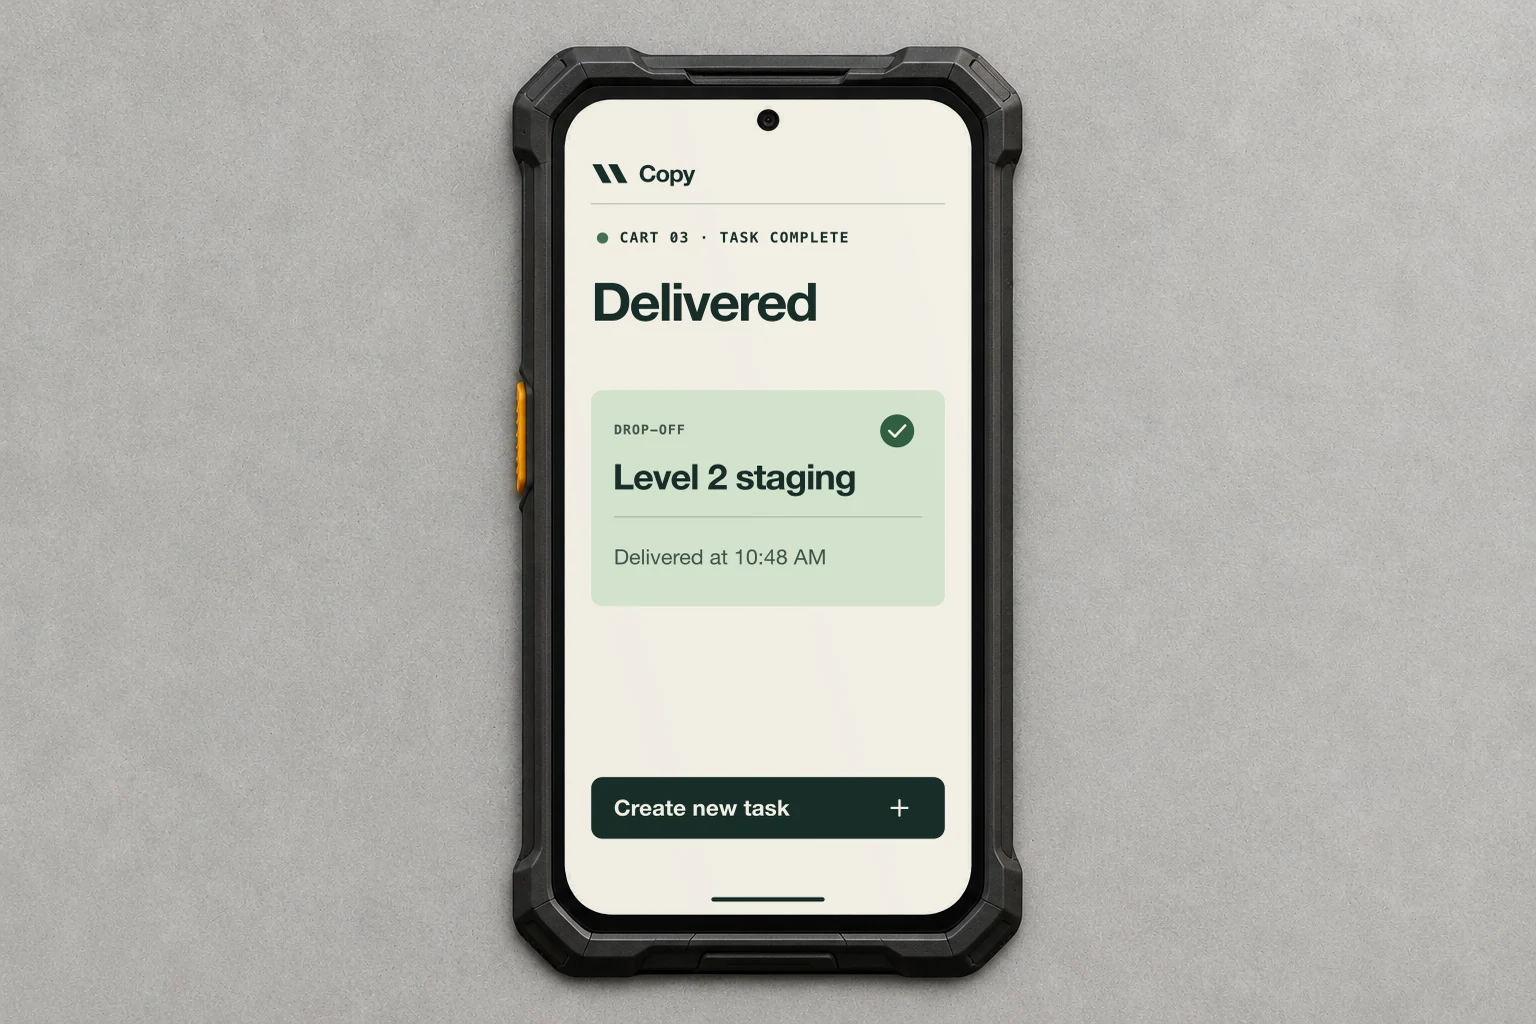 Copy
CART 03 · TASK COMPLETE
Delivered
DROP-OFF
Level 2 staging
Delivered at 10:48 AM
Create new task